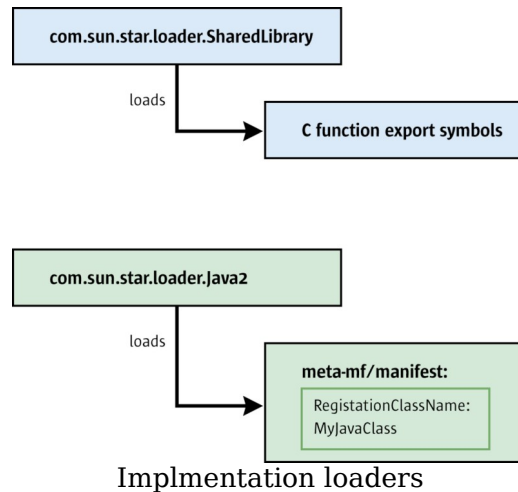 com.sun.star.loader.SharedLibrary
loads
C function export symbols
com.sun.star.loader.Java2
loads
meta-mf/manifest:
RegistationClassName:
MyJavaClass
Implmentation loaders